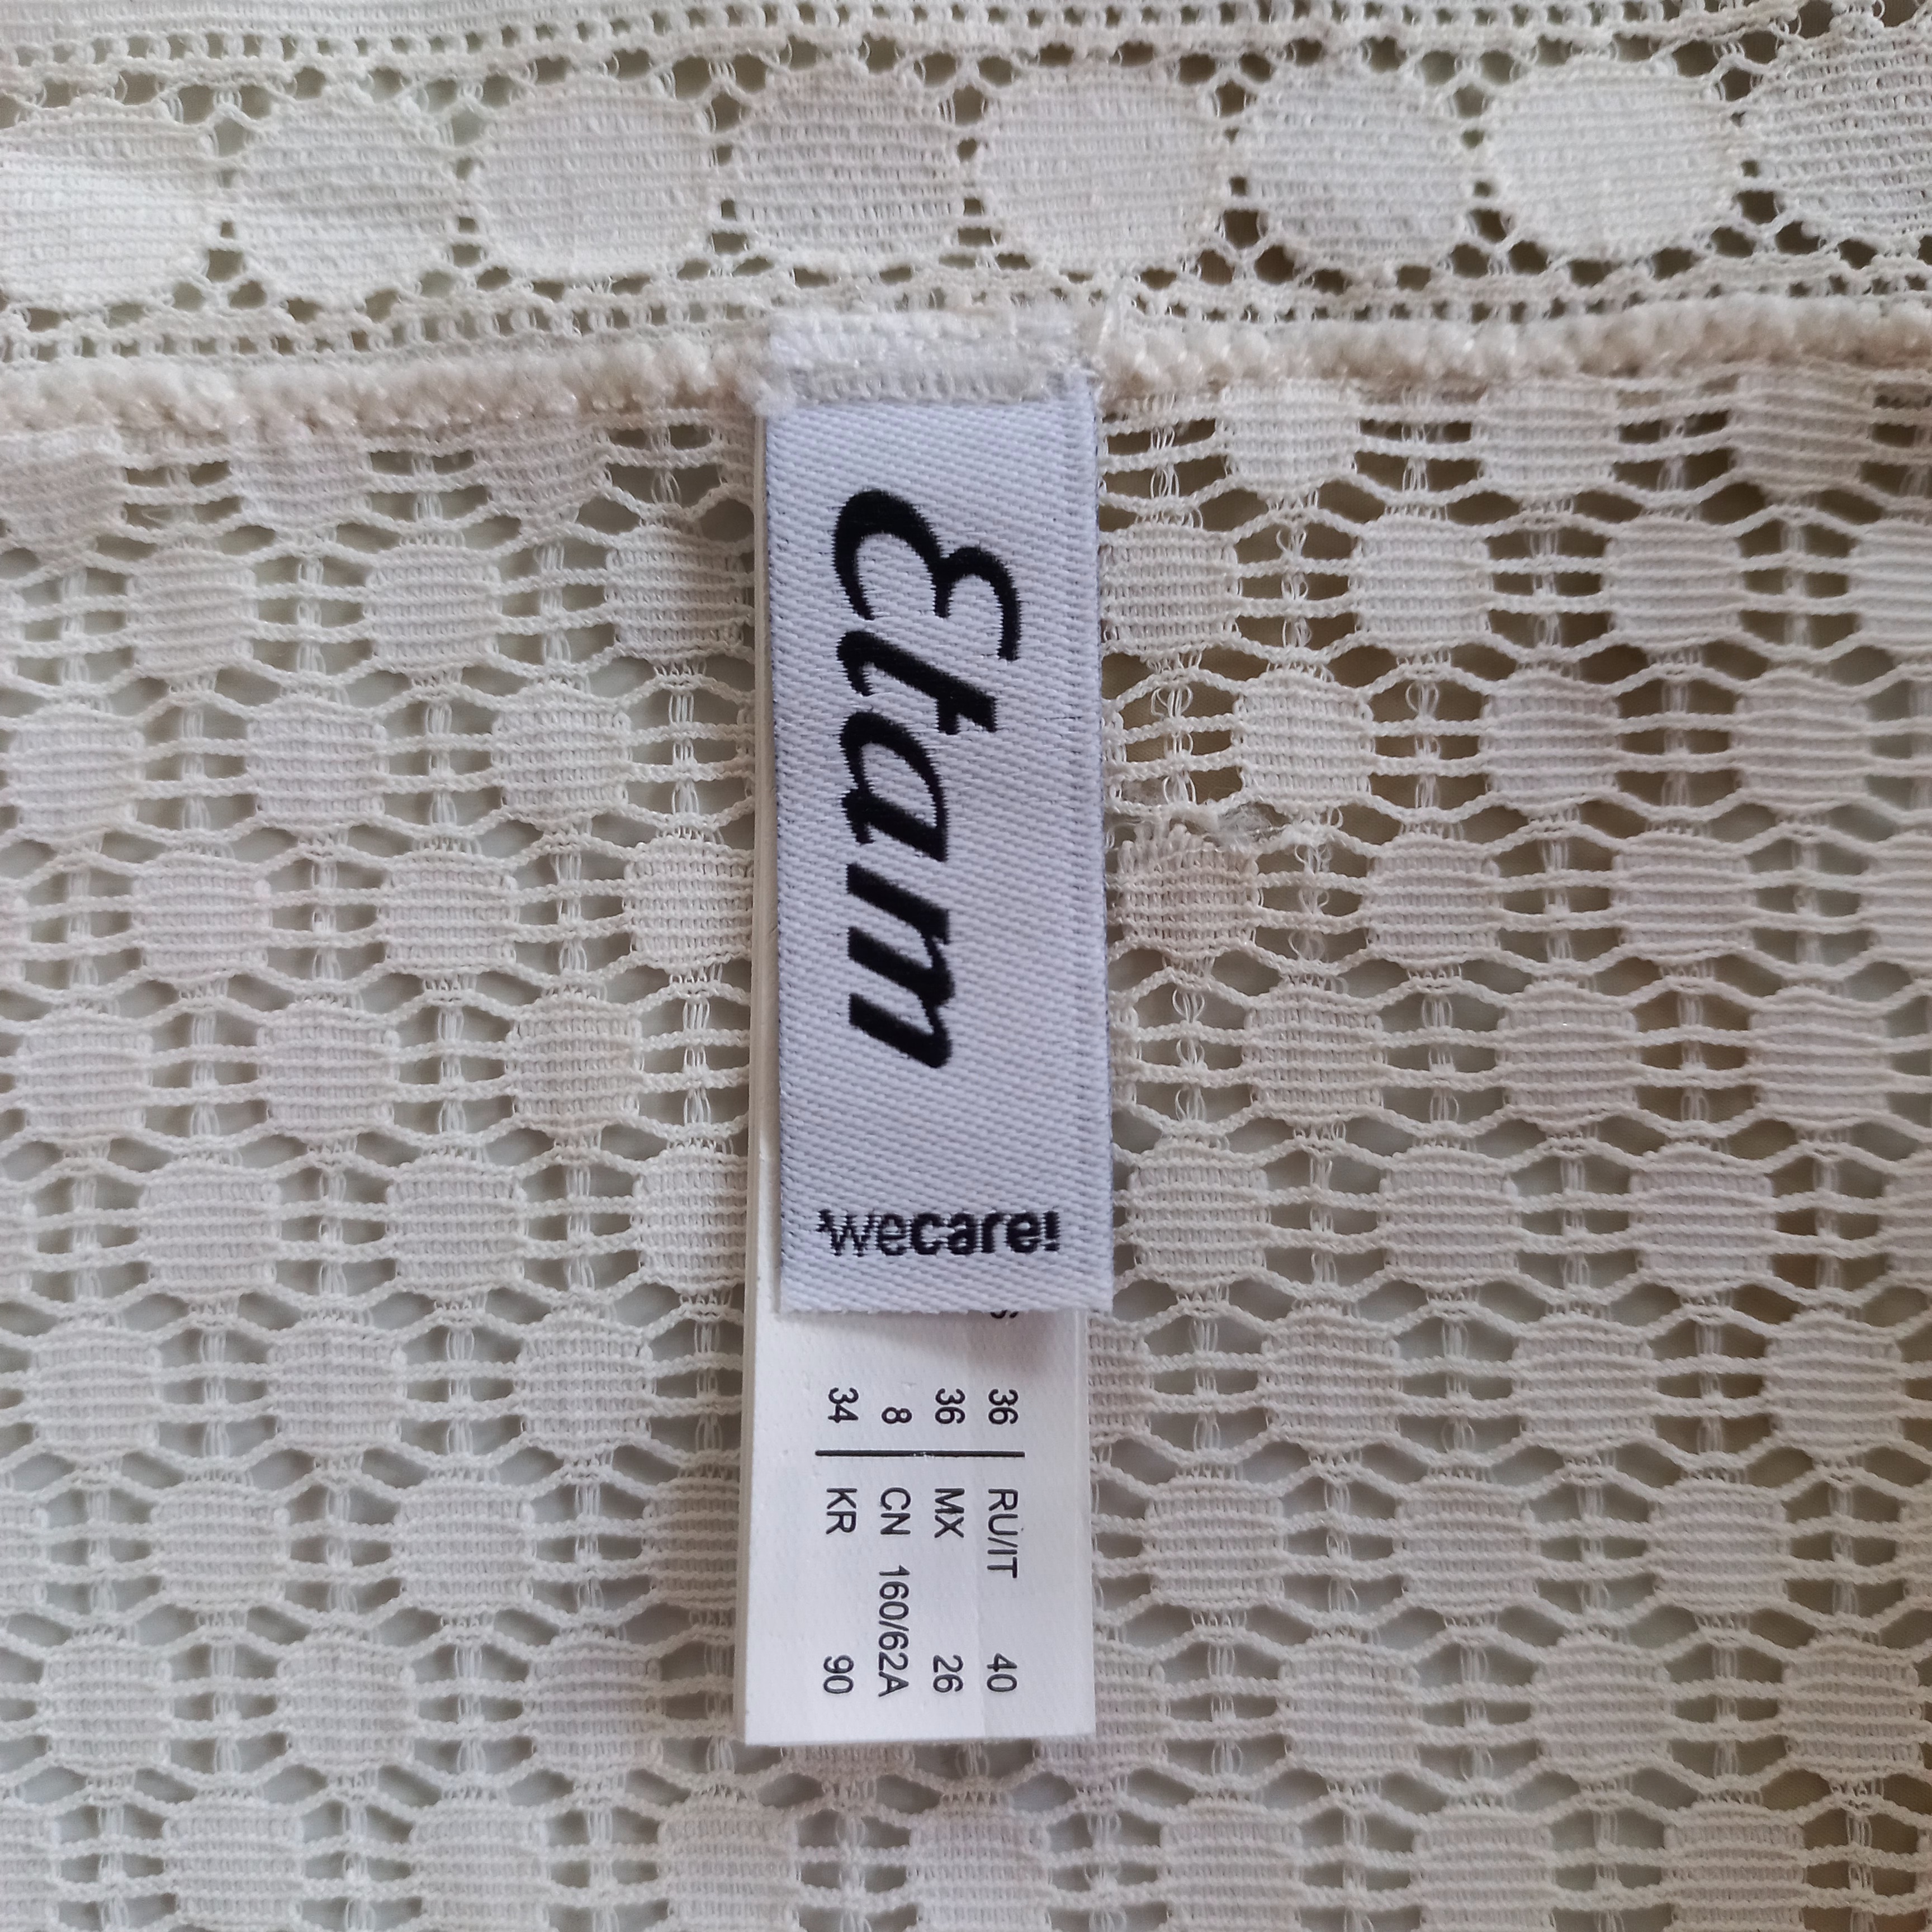 Etam
wecare!
36 RU/IT 40
36 MX 26
8 CN 160/62A
34 KR 90